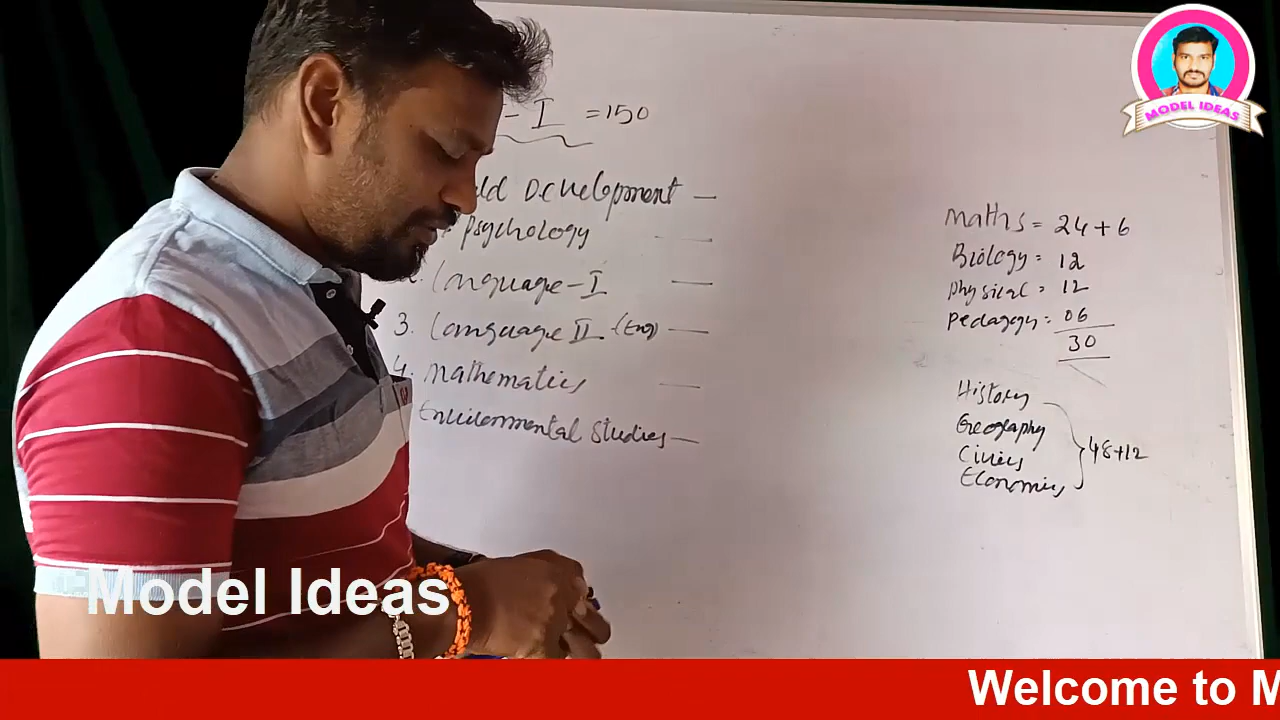 - I = 150
Development —
Psychology —
Language-I —
3. Language II (Eng) —
4. Mathematics —
Environmental Studies —
Maths = 24 + 6
Biology = 12
Physical = 12
Pedagogy = 06
30
History
Geography
Civics
Economics
48+12
MODEL IDEAS
Model Ideas
Welcome to M